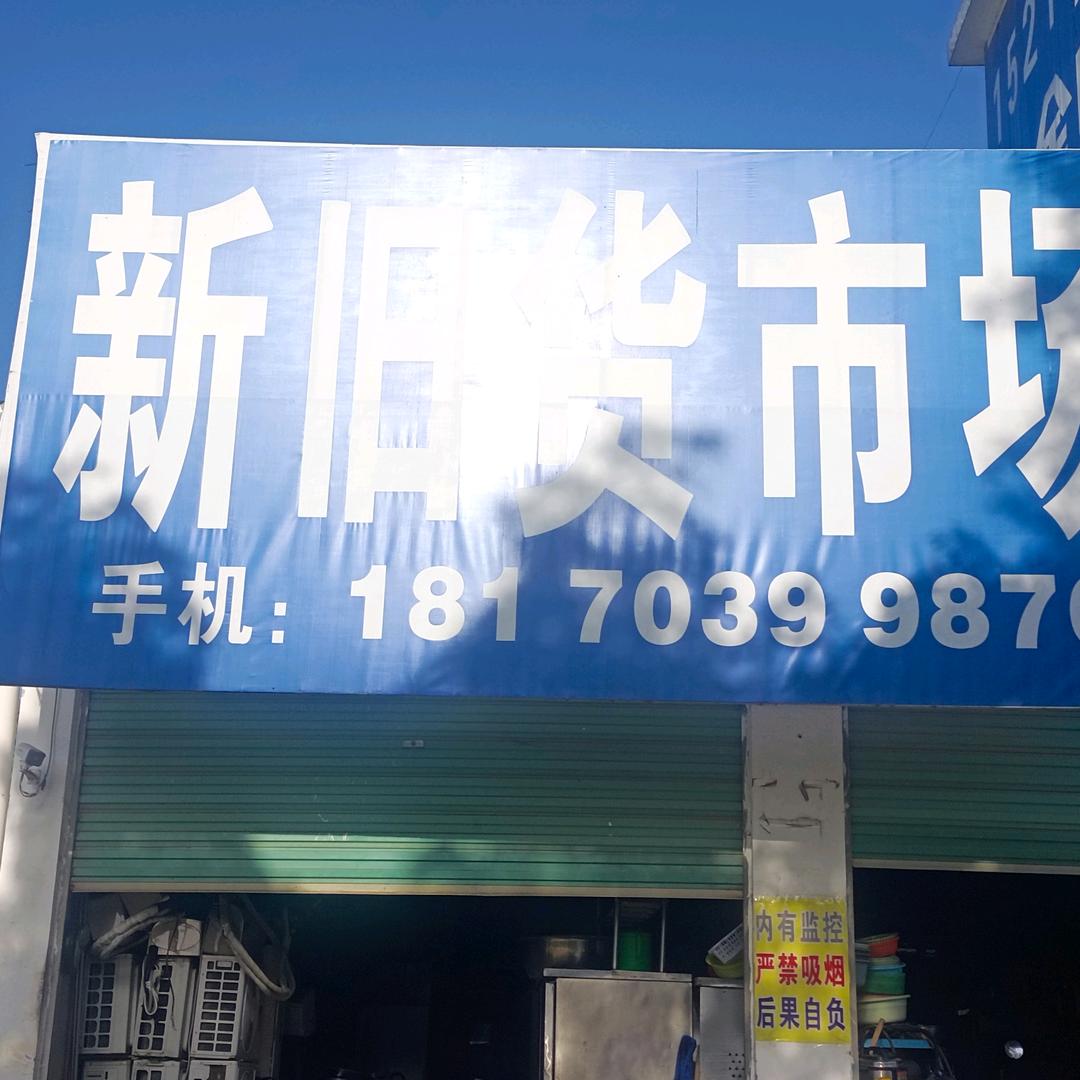 新旧货市场
手机：181 7039 987
1521
内有监控
严禁吸烟
后果自负